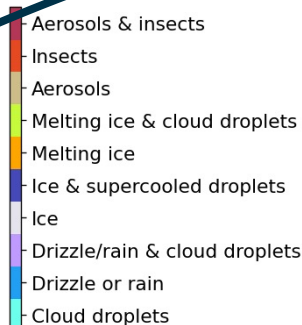 Aerosols & insects
Insects
Aerosols
Melting ice & cloud droplets
Melting ice
Ice & supercooled droplets
Ice
Drizzle/rain & cloud droplets
Drizzle or rain
Cloud droplets